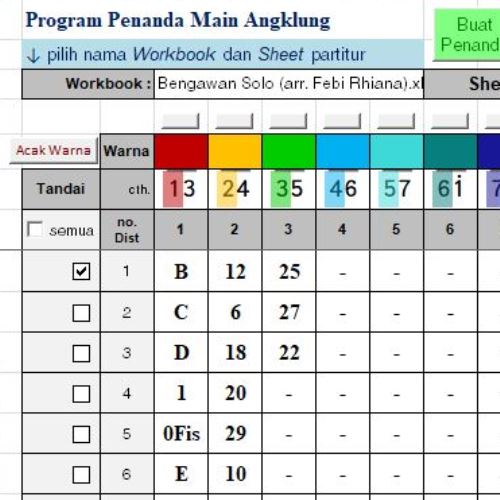 Program Penanda Main Angklung
Buat
Penand
↓ pilih nama Workbook dan Sheet partitur
Workbook : Bengawan Solo (arr. Febi Rhiana).xl She
Acak Warna Warna
Tandai cth. 13 24 35 46 57 6i 7
semua no. Dist 1 2 3 4 5 6
1 B 12 25 - - -
2 C 6 27 - - -
3 D 18 22 - - -
4 1 20 - - - -
5 0Fis 29 - - - -
6 E 10 - - - -